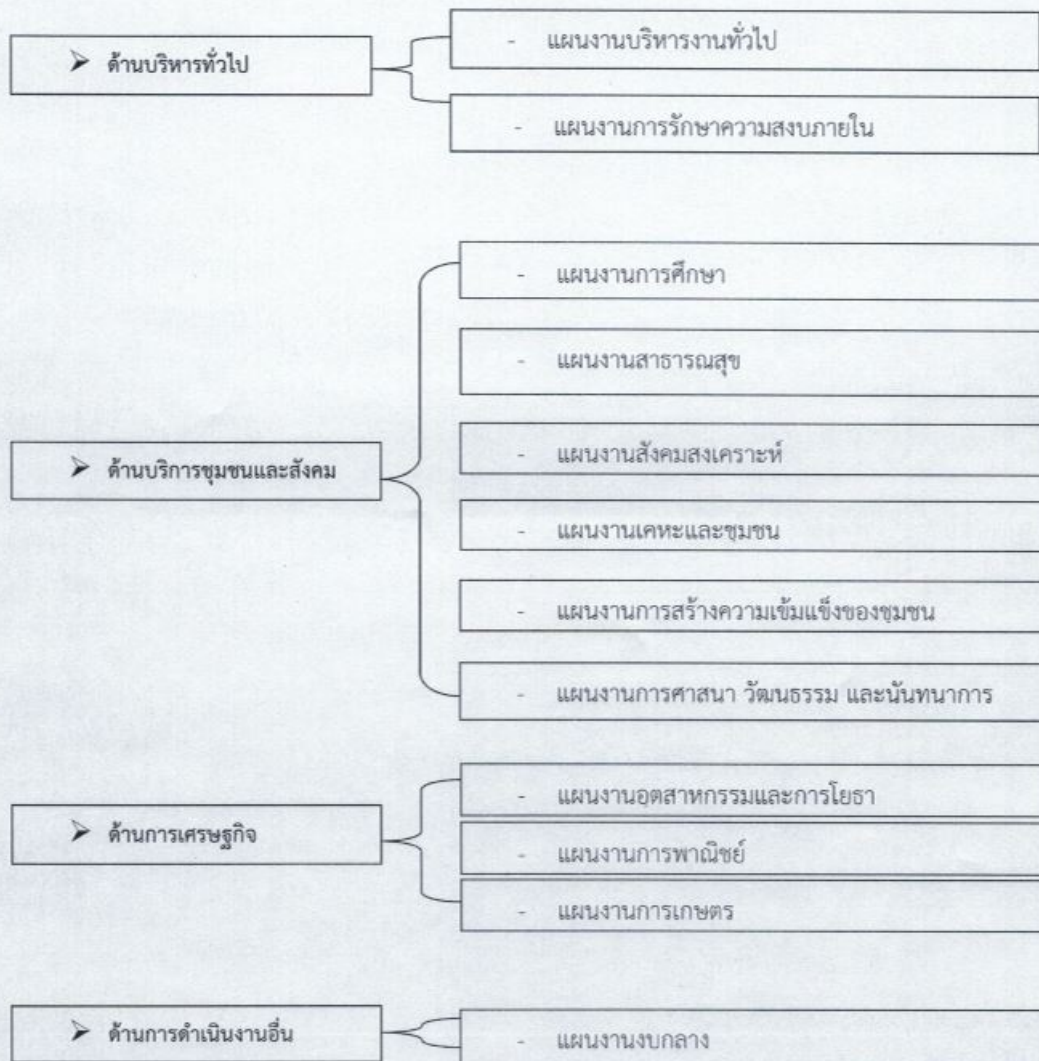 ➢ ด้านบริหารทั่วไป
- แผนงานบริหารงานทั่วไป
- แผนงานการรักษาความสงบภายใน
➢ ด้านบริการชุมชนและสังคม
- แผนงานการศึกษา
- แผนงานสาธารณสุข
- แผนงานสังคมสงเคราะห์
- แผนงานเคหะและชุมชน
- แผนงานการสร้างความเข้มแข็งของชุมชน
- แผนงานการศาสนา วัฒนธรรม และนันทนาการ
➢ ด้านการเศรษฐกิจ
- แผนงานอุตสาหกรรมและการโยธา
- แผนงานการพาณิชย์
- แผนงานการเกษตร
➢ ด้านการดำเนินงานอื่น
- แผนงานงบกลาง